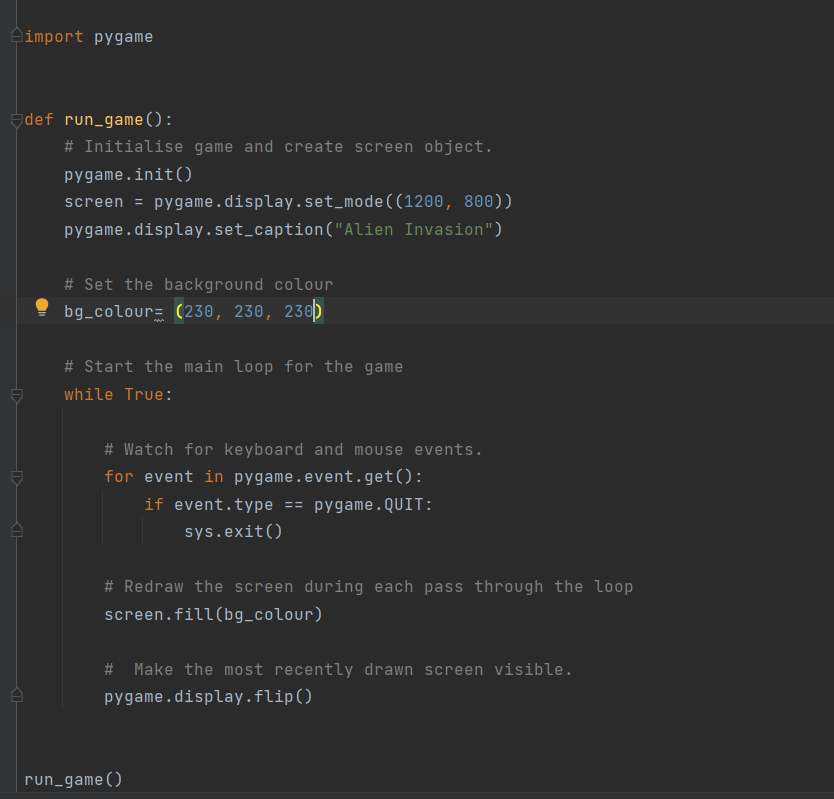 import pygame
def run_game():
    # Initialise game and create screen object.
    pygame.init()
    screen = pygame.display.set_mode((1200, 800))
    pygame.display.set_caption("Alien Invasion")
    # Set the background colour
    bg_colour= (230, 230, 230)
    # Start the main loop for the game
    while True:
        # Watch for keyboard and mouse events.
        for event in pygame.event.get():
            if event.type == pygame.QUIT:
                sys.exit()
        # Redraw the screen during each pass through the loop
        screen.fill(bg_colour)
        #  Make the most recently drawn screen visible.
        pygame.display.flip()
run_game()